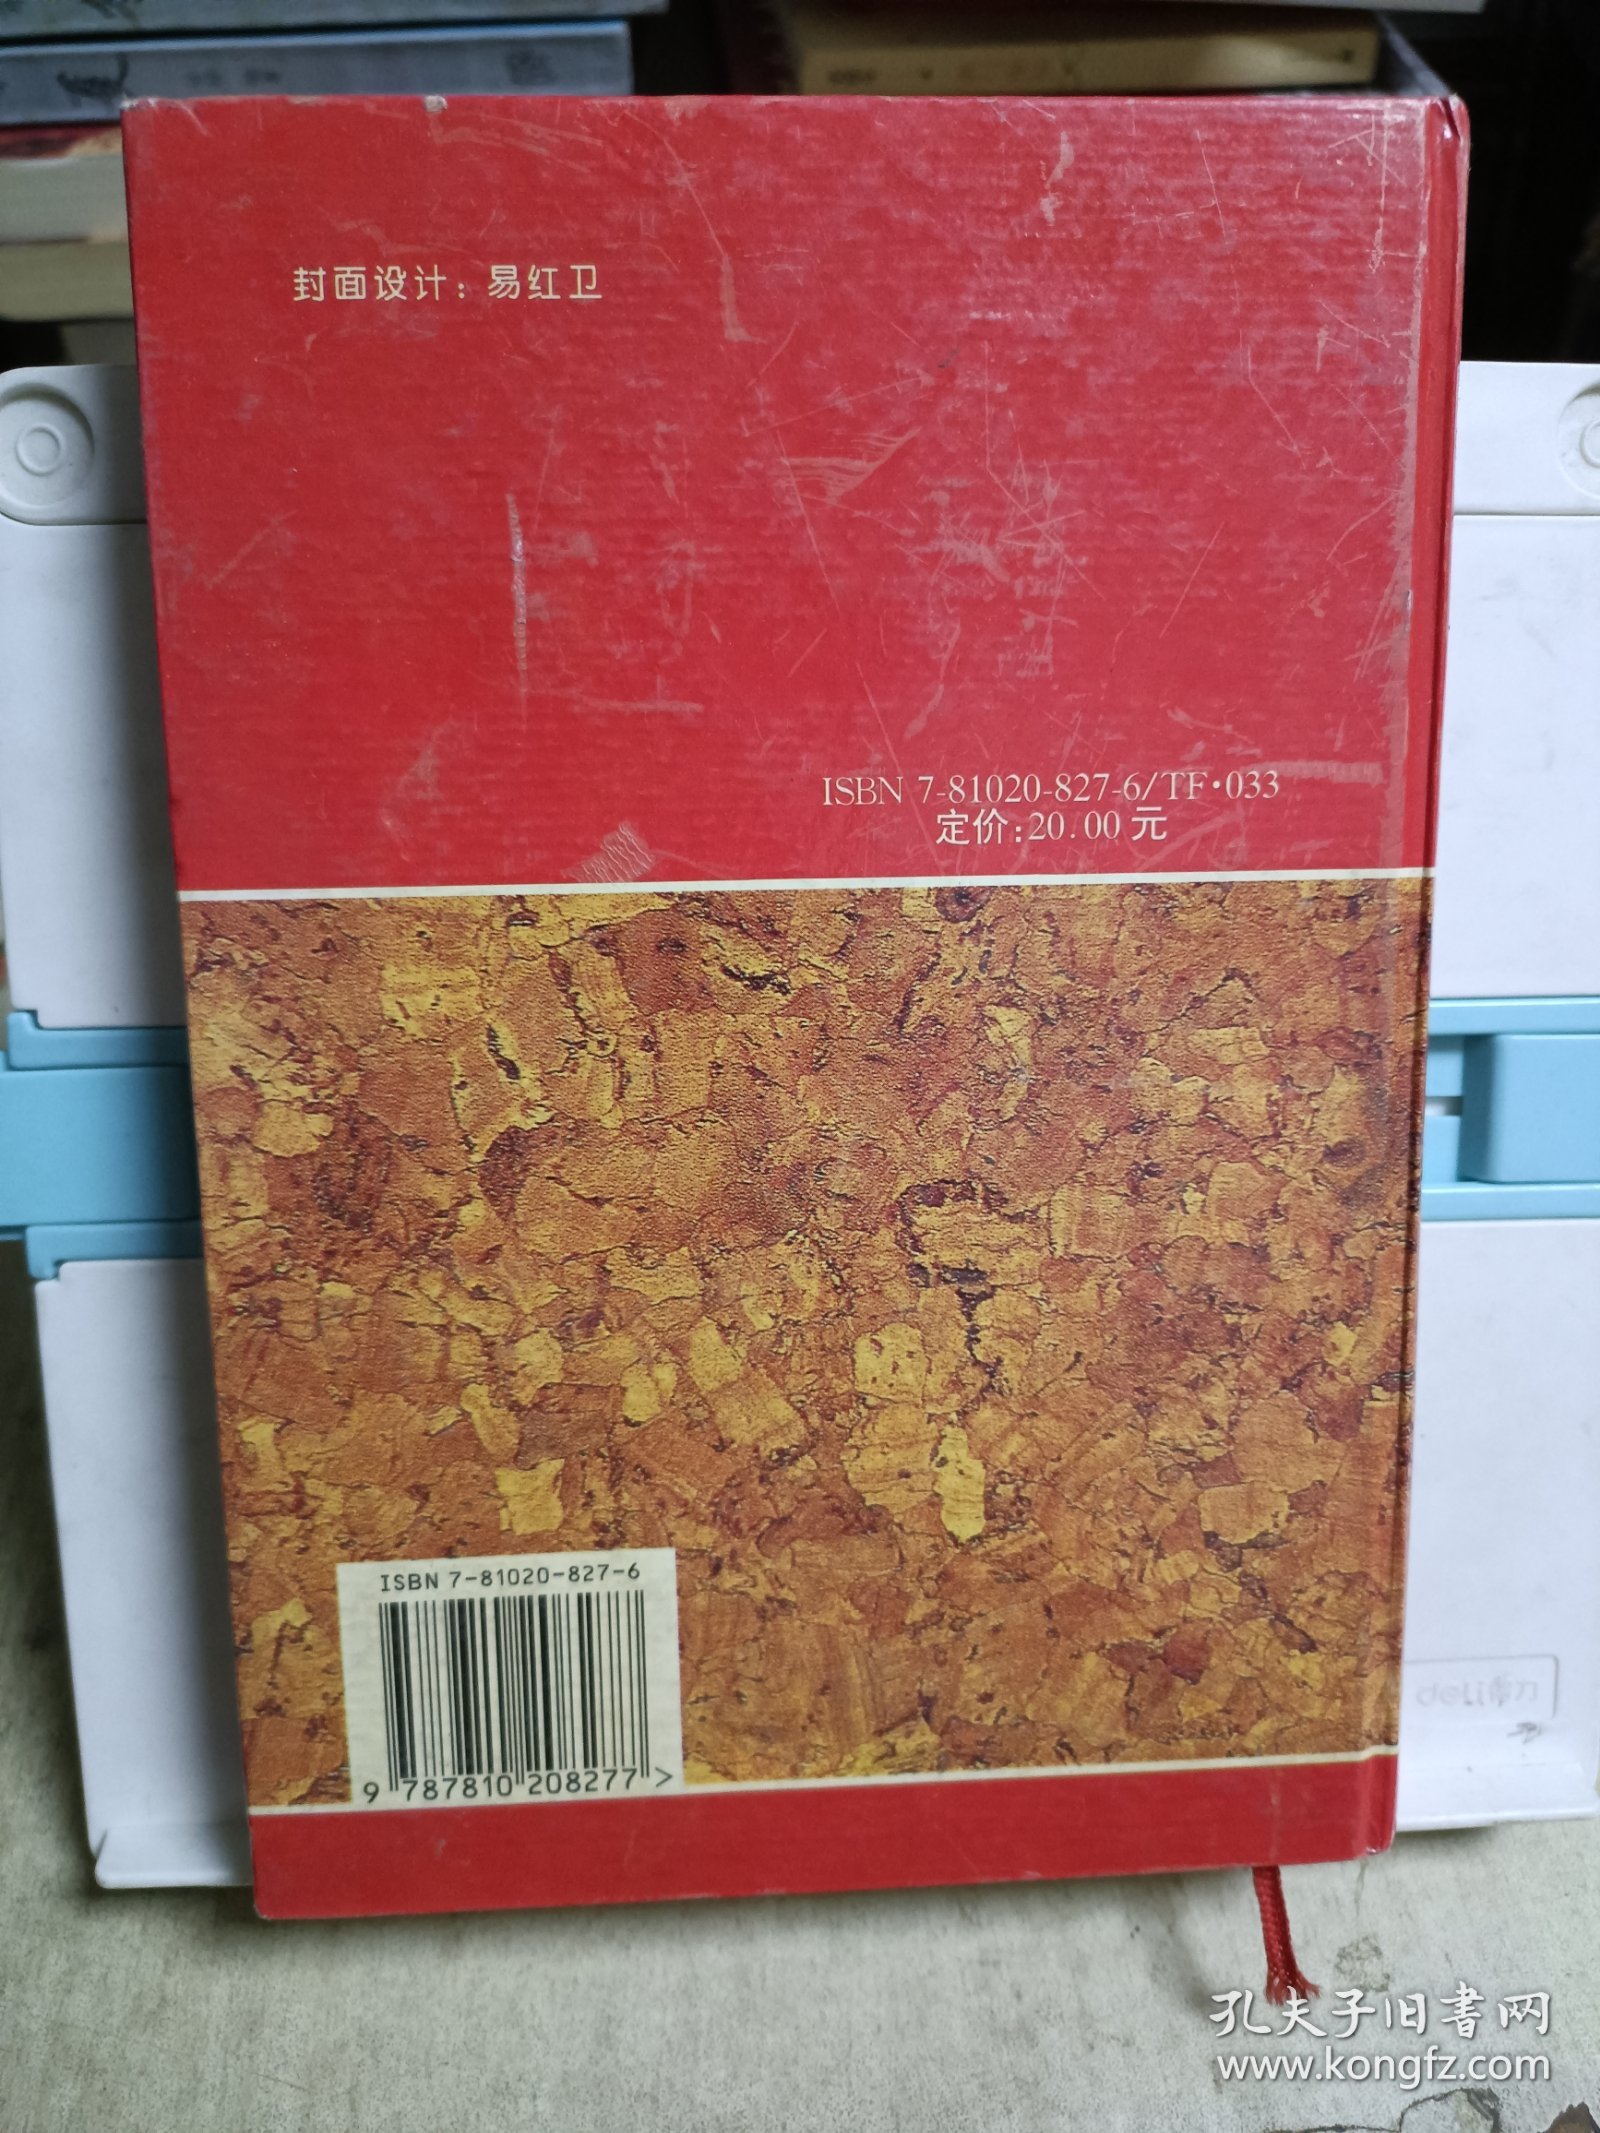 封面设计：易红卫
ISBN 7-81020-827-6/TF·033
定价：20.00元
ISBN 7-81020-827-6
9 787810 208277 >
deli得力
孔夫子旧书网
www.kongfz.com